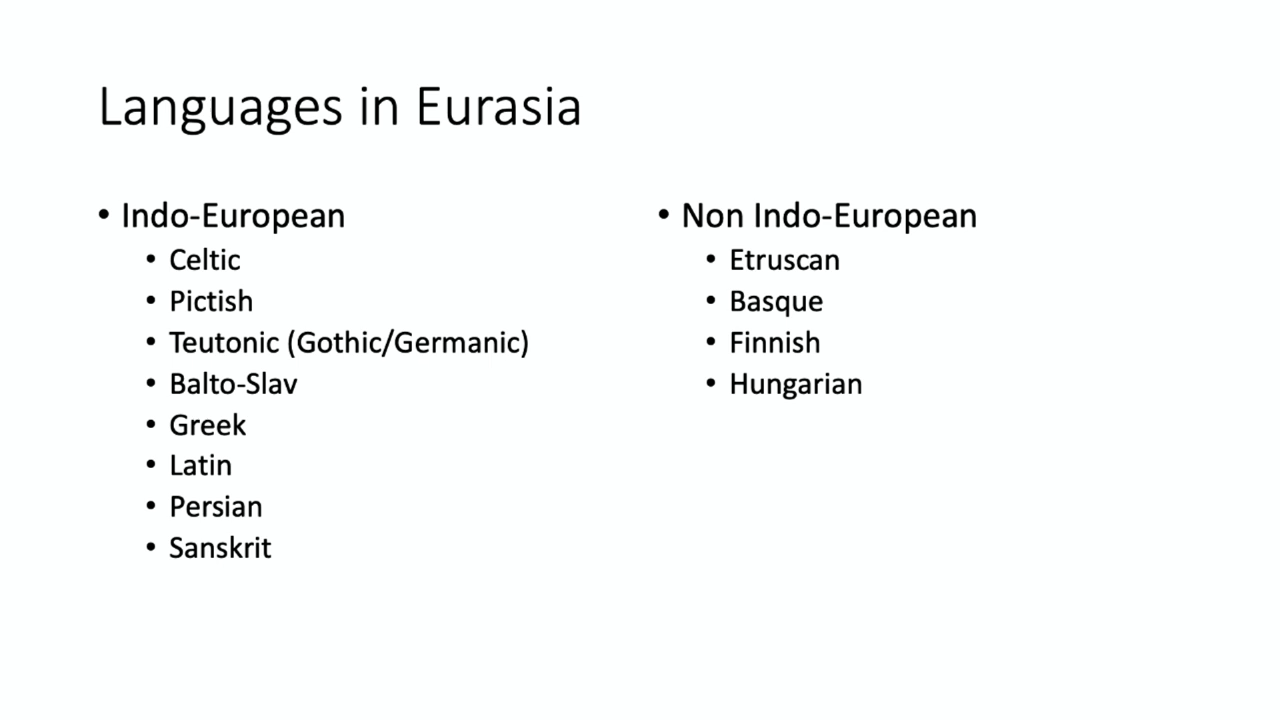 Languages in Eurasia
• Indo-European
• Celtic
• Pictish
• Teutonic (Gothic/Germanic)
• Balto-Slav
• Greek
• Latin
• Persian
• Sanskrit
• Non Indo-European
• Etruscan
• Basque
• Finnish
• Hungarian